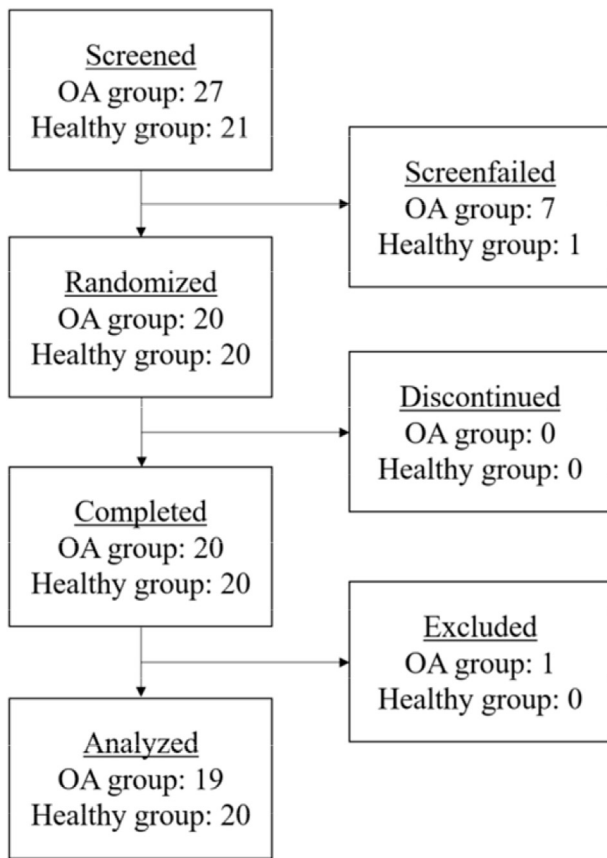 Screened
OA group: 27
Healthy group: 21
Screenfailed
OA group: 7
Healthy group: 1
Randomized
OA group: 20
Healthy group: 20
Discontinued
OA group: 0
Healthy group: 0
Completed
OA group: 20
Healthy group: 20
Excluded
OA group: 1
Healthy group: 0
Analyzed
OA group: 19
Healthy group: 20